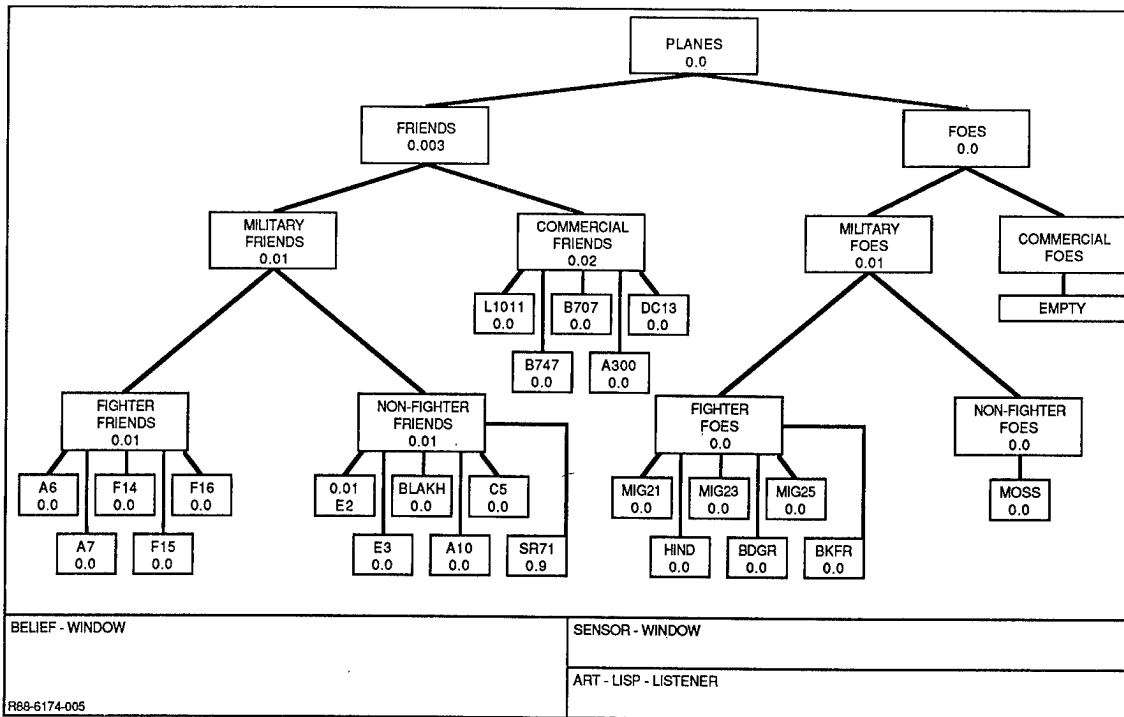 PLANES
0.0
FRIENDS
0.003
FOES
0.0
MILITARY
FRIENDS
0.01
COMMERCIAL
FRIENDS
0.02
MILITARY
FOES
0.01
COMMERCIAL
FOES
L1011
0.0
B707
0.0
DC13
0.0
EMPTY
B747
0.0
A300
0.0
FIGHTER
FRIENDS
0.01
NON-FIGHTER
FRIENDS
0.01
FIGHTER
FOES
0.0
NON-FIGHTER
FOES
0.0
A6
0.0
F14
0.0
F16
0.0
0.01
E2
BLAKH
0.0
C5
0.0
MIG21
0.0
MIG23
0.0
MIG25
0.0
MOSS
0.0
A7
0.0
F15
0.0
E3
0.0
A10
0.0
SR71
0.9
HIND
0.0
BDGR
0.0
BKFR
0.0
BELIEF - WINDOW
SENSOR - WINDOW
ART - LISP - LISTENER
R88-6174-005